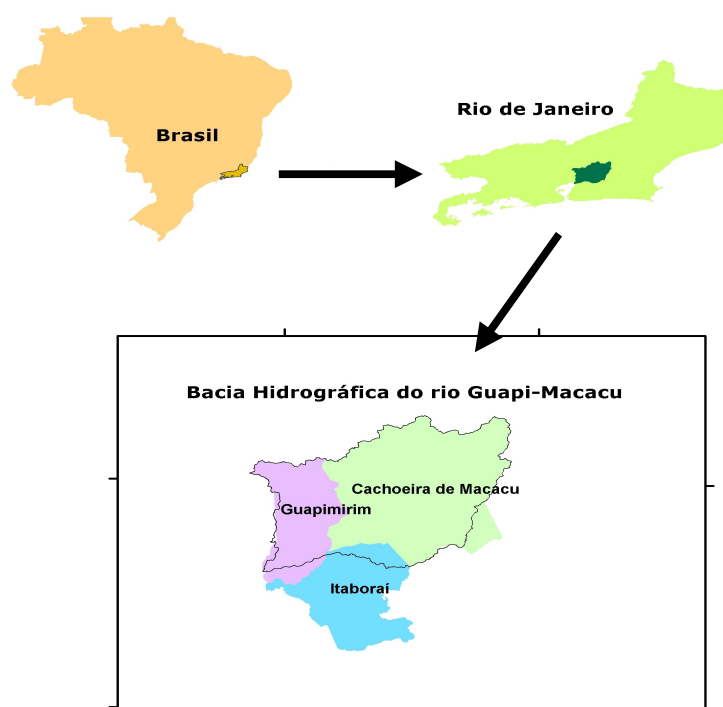 Brasil
Rio de Janeiro
Bacia Hidrográfica do rio Guapi-Macacu
Cachoeira de Macacu
Guapimirim
Itaboraí